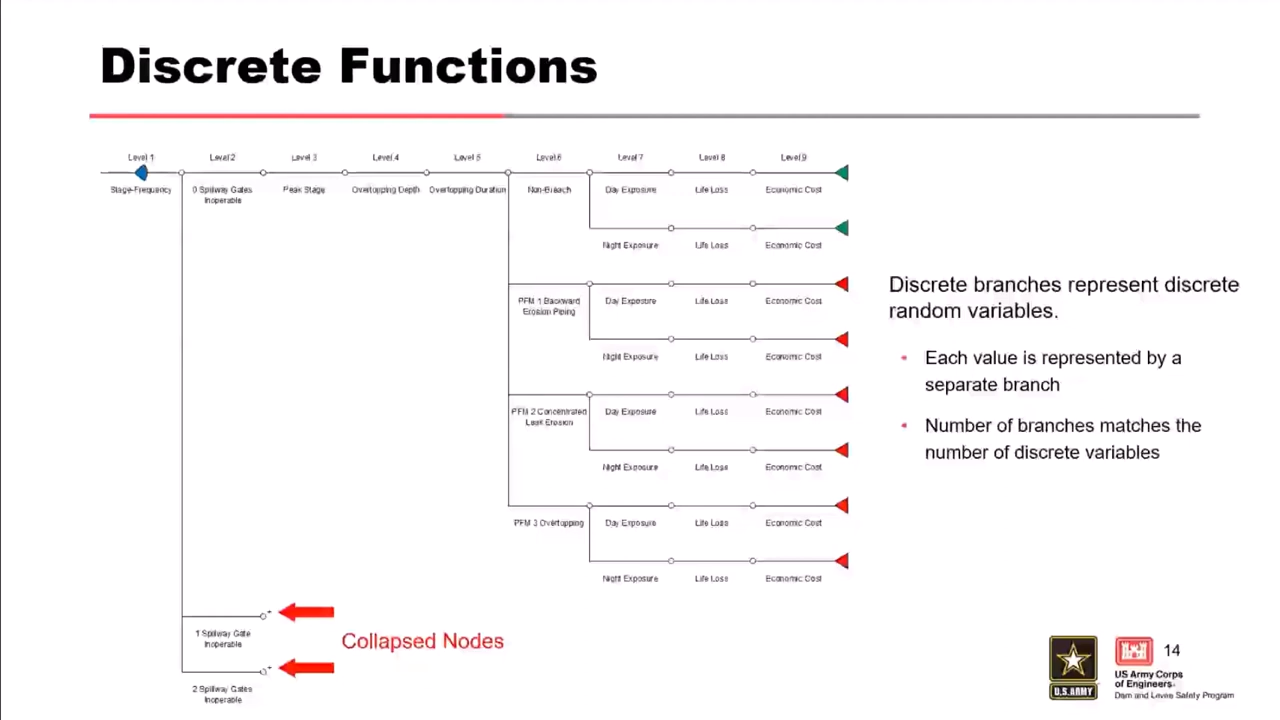 Discrete Functions
Level 1 Level 2 Level 3 Level 4 Level 5 Level 6 Level 7 Level 8 Level 9
Stage-Frequency 0 Spillway Gates Peak Stage Overtopping Depth Overtopping Duration Non-Breach Day Exposure Life Loss Economic Cost
Inoperable
Night Exposure Life Loss Economic Cost
PFM 1 Backward Day Exposure Life Loss Economic Cost
Erosion Piping
Night Exposure Life Loss Economic Cost
PFM 2 Concentrated Day Exposure Life Loss Economic Cost
Leak Erosion
Night Exposure Life Loss Economic Cost
PFM 3 Overtopping Day Exposure Life Loss Economic Cost
Night Exposure Life Loss Economic Cost
+
1 Spillway Gate
Inoperable
+
2 Spillway Gates
Inoperable
Collapsed Nodes
Discrete branches represent discrete
random variables.
• Each value is represented by a
separate branch
• Number of branches matches the
number of discrete variables
U.S. ARMY
14
US Army Corps
of Engineers.
Dam and Levee Safety Program